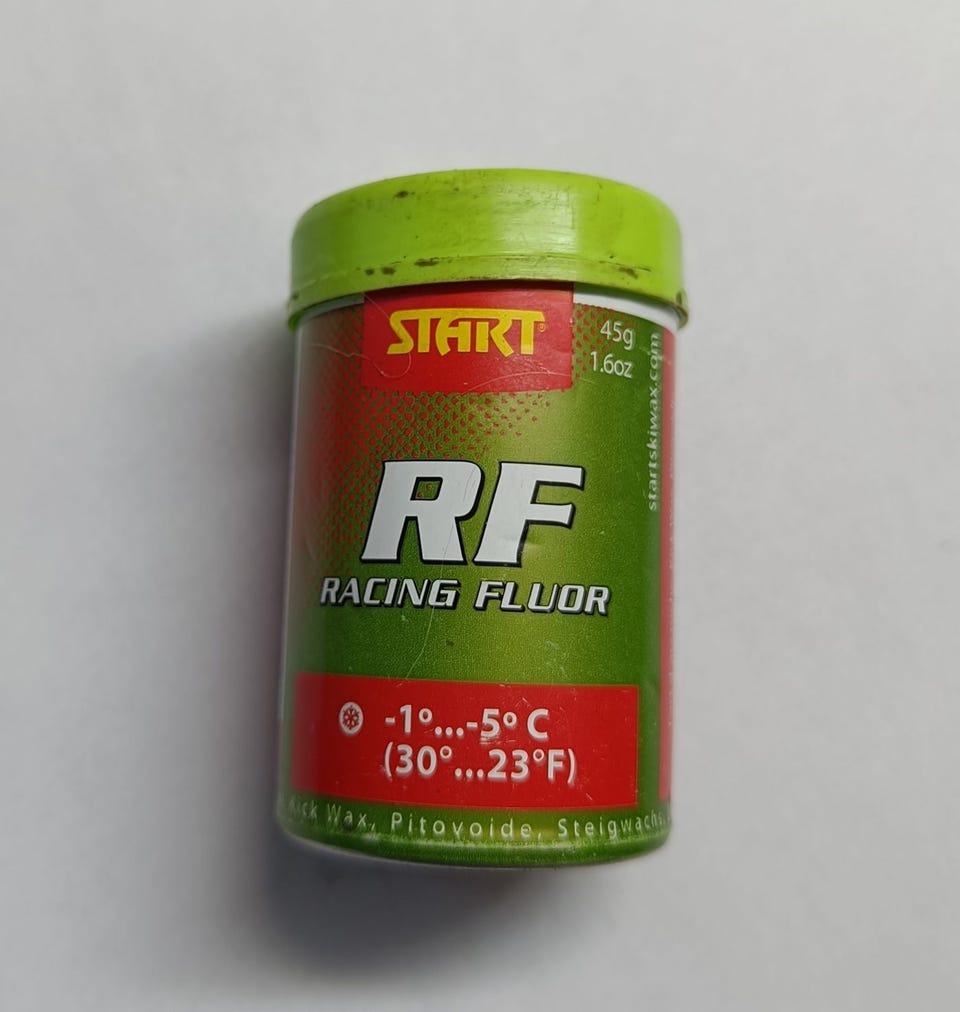 START®
45g
1.6oz
startskiwax.com
RF
RACING FLUOR
-1°...-5° C
(30°...23°F)
Kick Wax, Pitovoide, Steigwachs,